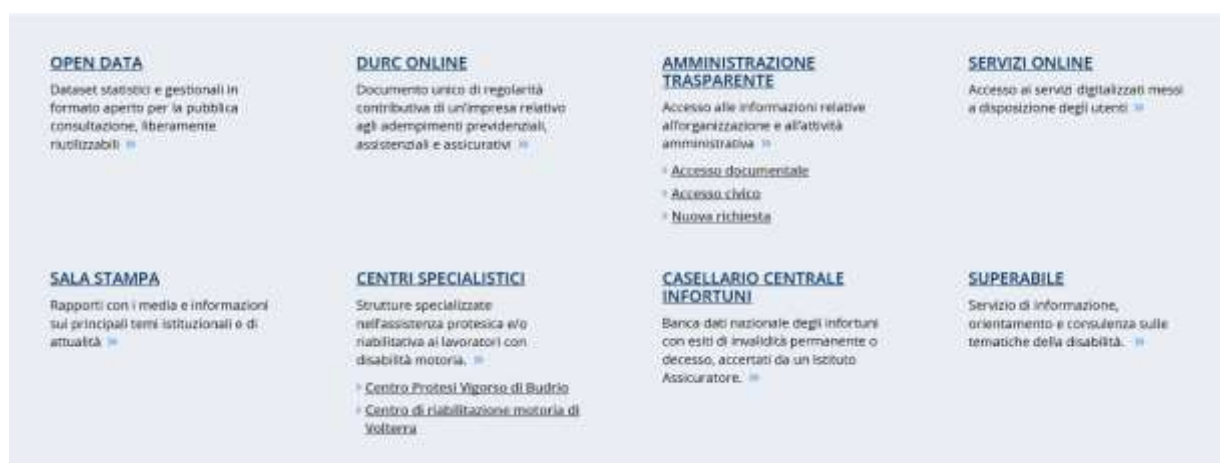 OPEN DATA
Dataset statistici e gestionali in
formato aperto per la pubblica
consultazione, liberamente
riutilizzabili »
DURC ONLINE
Documento unico di regolarità
contributiva di un'impresa relativo
agli adempimenti previdenziali,
assistenziali e assicurativi »
AMMINISTRAZIONE
TRASPARENTE
Accesso alle informazioni relative
all'organizzazione e all'attività
amministrativa »
Accesso documentale
Accesso civico
Nuova richiesta
SERVIZI ONLINE
Accesso ai servizi digitalizzati messi
a disposizione degli utenti »
SALA STAMPA
Rapporti con i media e informazioni
sui principali temi istituzionali e di
attualità »
CENTRI SPECIALISTICI
Strutture specializzate
nell'assistenza protesica e/o
riabilitativa ai lavoratori con
disabilità motoria. »
Centro Protesi Vigorso di Budrio
Centro di riabilitazione motoria di
Volterra
CASELLARIO CENTRALE
INFORTUNI
Banca dati nazionale degli infortuni
con esiti di invalidità permanente o
decesso, accertati da un Istituto
Assicuratore. »
SUPERABILE
Servizio di informazione,
orientamento e consulenza sulle
tematiche della disabilità. »